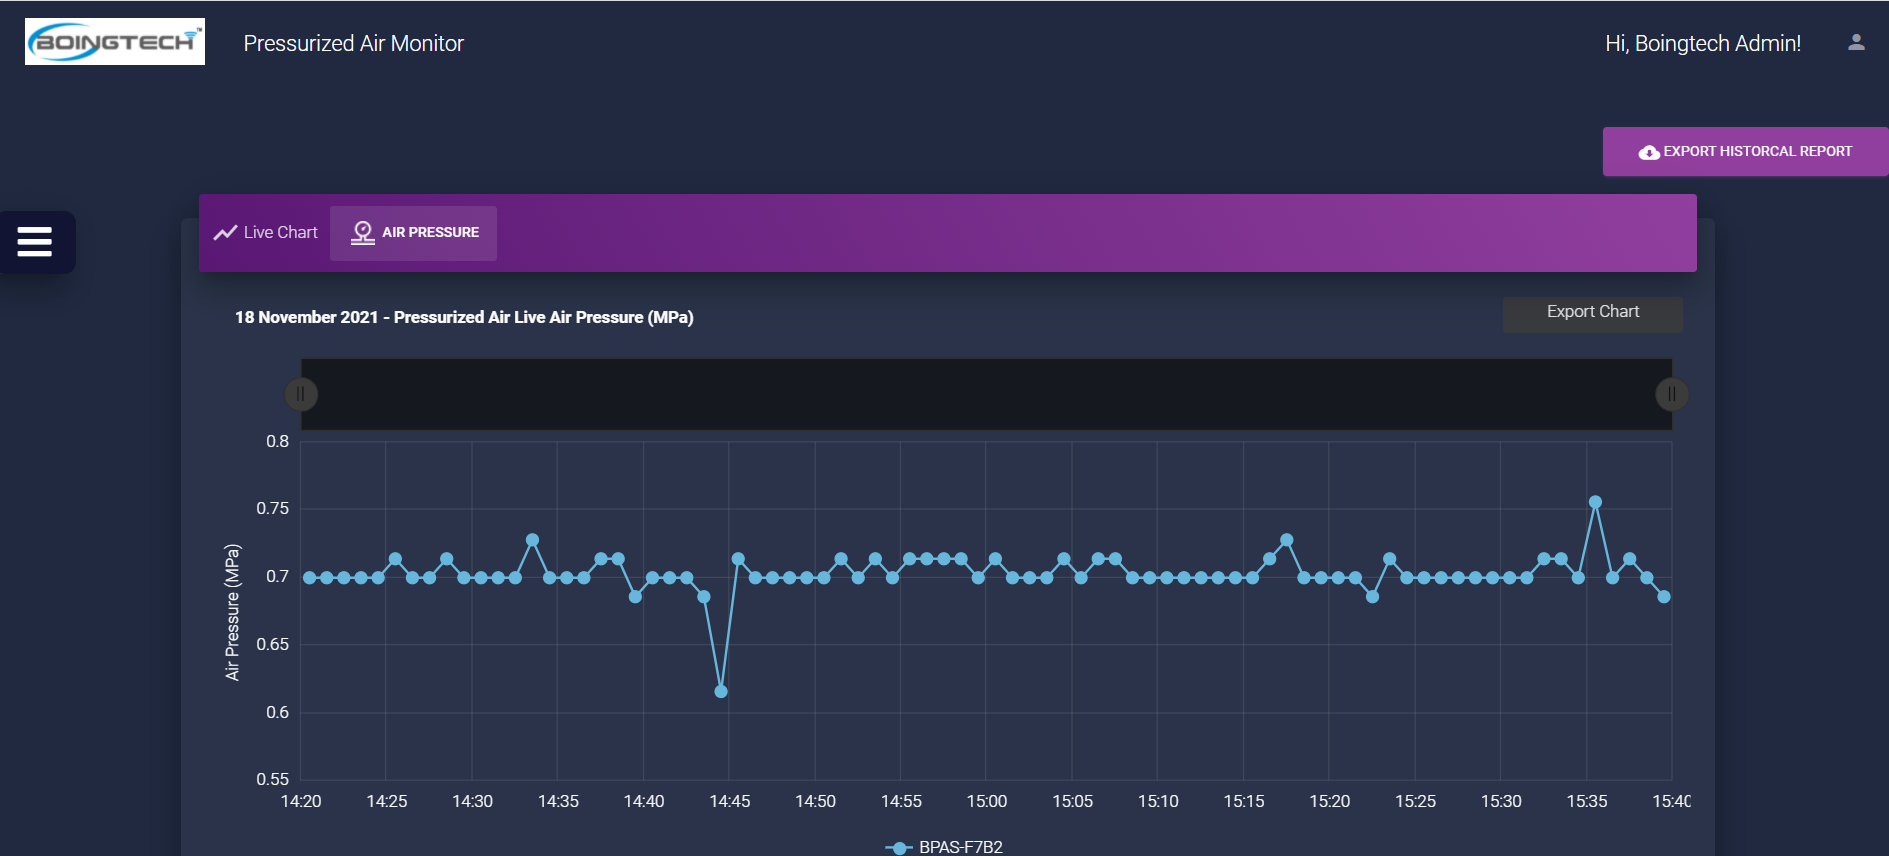 BOINGTECH™
Pressurized Air Monitor
Hi, Boingtech Admin!
EXPORT HISTORCAL REPORT
Live Chart
AIR PRESSURE
18 November 2021 - Pressurized Air Live Air Pressure (MPa)
Export Chart
0.8
0.75
0.7
0.65
0.6
0.55
Air Pressure (MPa)
14:20 14:25 14:30 14:35 14:40 14:45 14:50 14:55 15:00 15:05 15:10 15:15 15:20 15:25 15:30 15:35 15:40
BPAS-F7B2